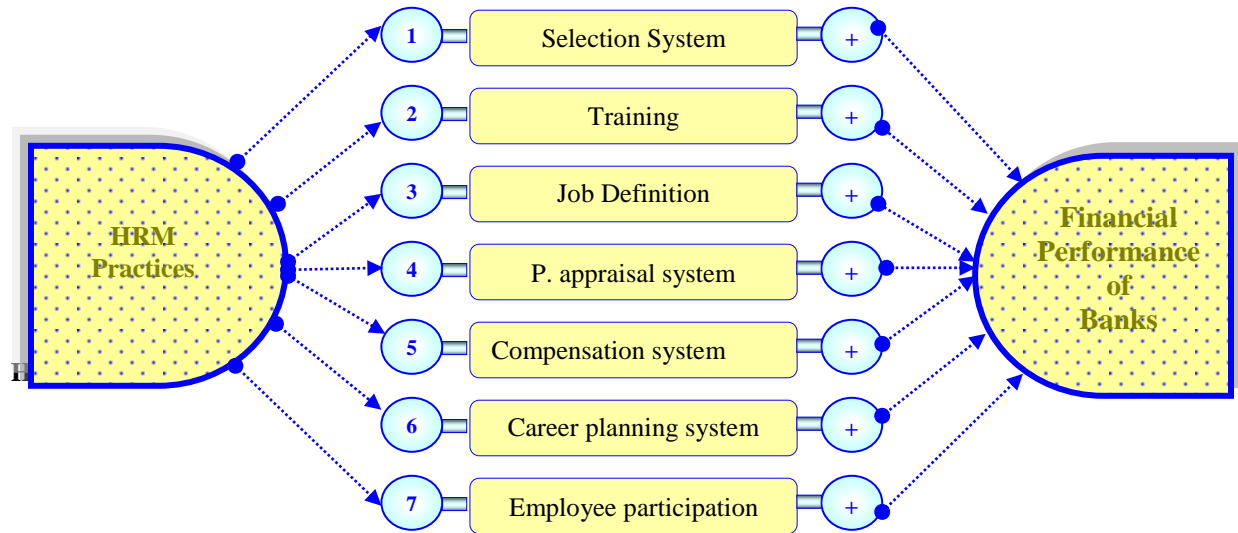 1 Selection System +
2 Training +
3 Job Definition +
4 P. appraisal system +
5 Compensation system +
6 Career planning system +
7 Employee participation +
HRM
Practices
Financial
Performance
of
Banks
H